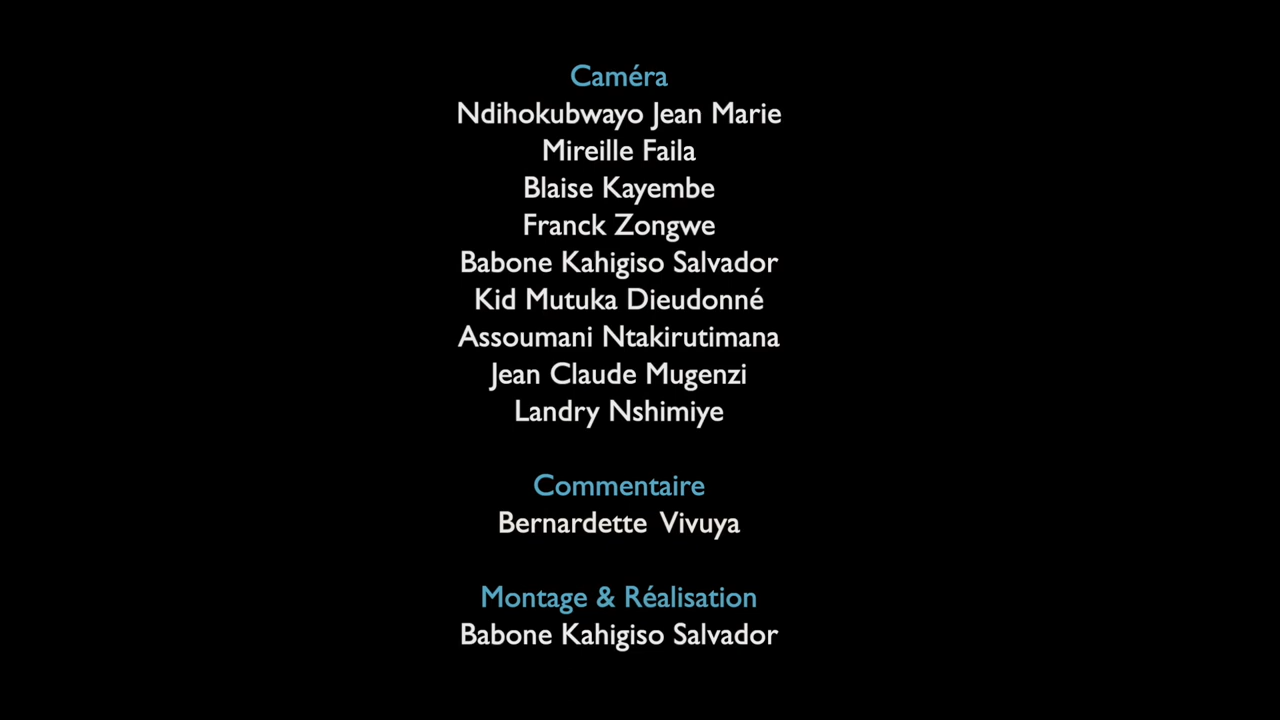 Caméra
Ndihokubwayo Jean Marie
Mireille Faila
Blaise Kayembe
Franck Zongwe
Babone Kahigiso Salvador
Kid Mutuka Dieudonné
Assoumani Ntakirutimana
Jean Claude Mugenzi
Landry Nshimiye
Commentaire
Bernardette Vivuya
Montage & Réalisation
Babone Kahigiso Salvador